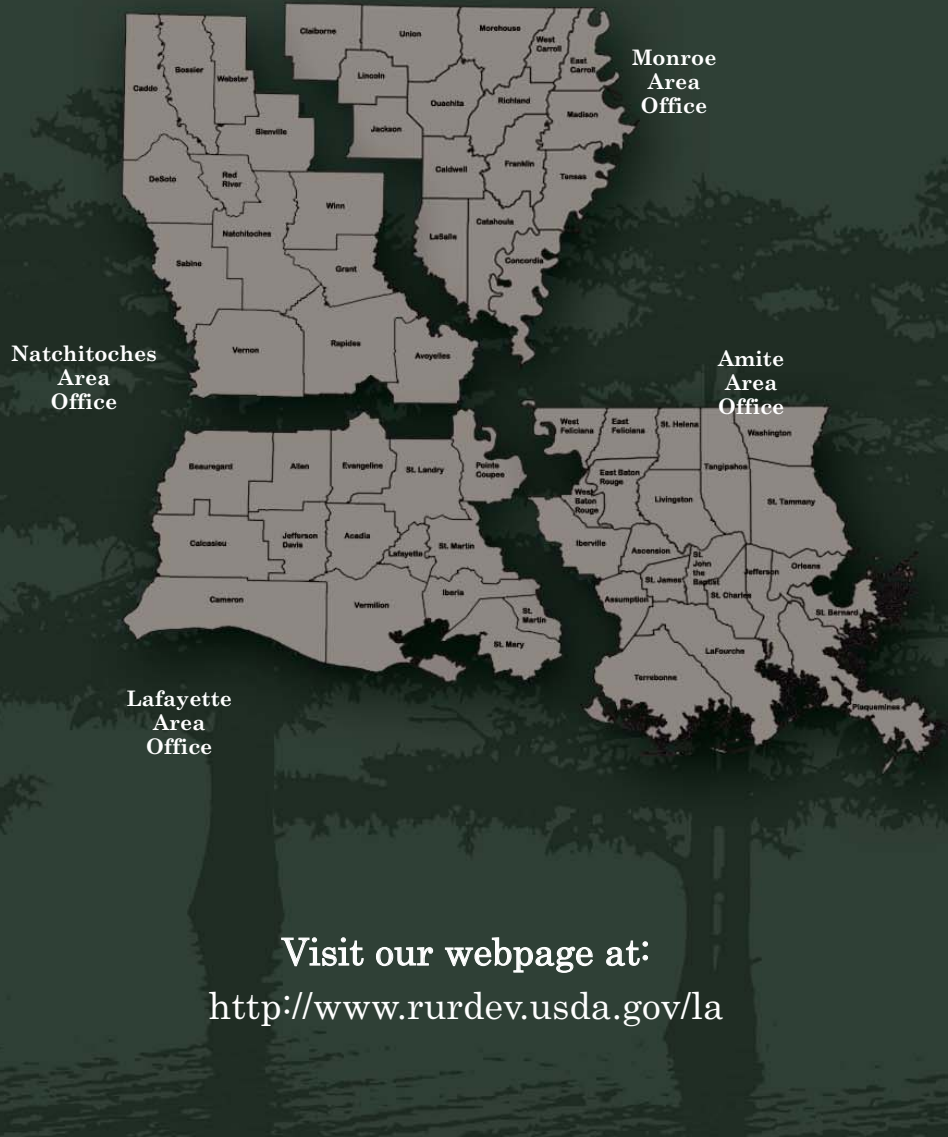 Claiborne
Union
Morehouse
West
Carroll
East
Carroll
Monroe
Area
Office
Caddo
Bossier
Webster
Lincoln
Ouachita
Richland
Madison
Bienville
Jackson
Caldwell
Franklin
Tensas
DeSoto
Red
River
Winn
Natchitoches
LaSalle
Catahoula
Concordia
Sabine
Grant
Vernon
Rapides
Avoyelles
Natchitoches
Area
Office
Amite
Area
Office
Beauregard
Allen
Evangeline
St. Landry
Pointe
Coupee
West
Feliciana
East
Feliciana
St. Helena
Washington
Tangipahoa
East Baton
Rouge
West
Baton
Rouge
Livingston
St. Tammany
Calcasieu
Jefferson
Davis
Acadia
Lafayette
St. Martin
Iberville
Ascension
St.
John
the
Baptist
Jefferson
Orleans
St. James
St. Charles
Assumption
St. Bernard
Cameron
Vermilion
Iberia
St.
Martin
St. Mary
LaFourche
Terrebonne
Plaquemines
Lafayette
Area
Office
Visit our webpage at:
http://www.rurdev.usda.gov/la